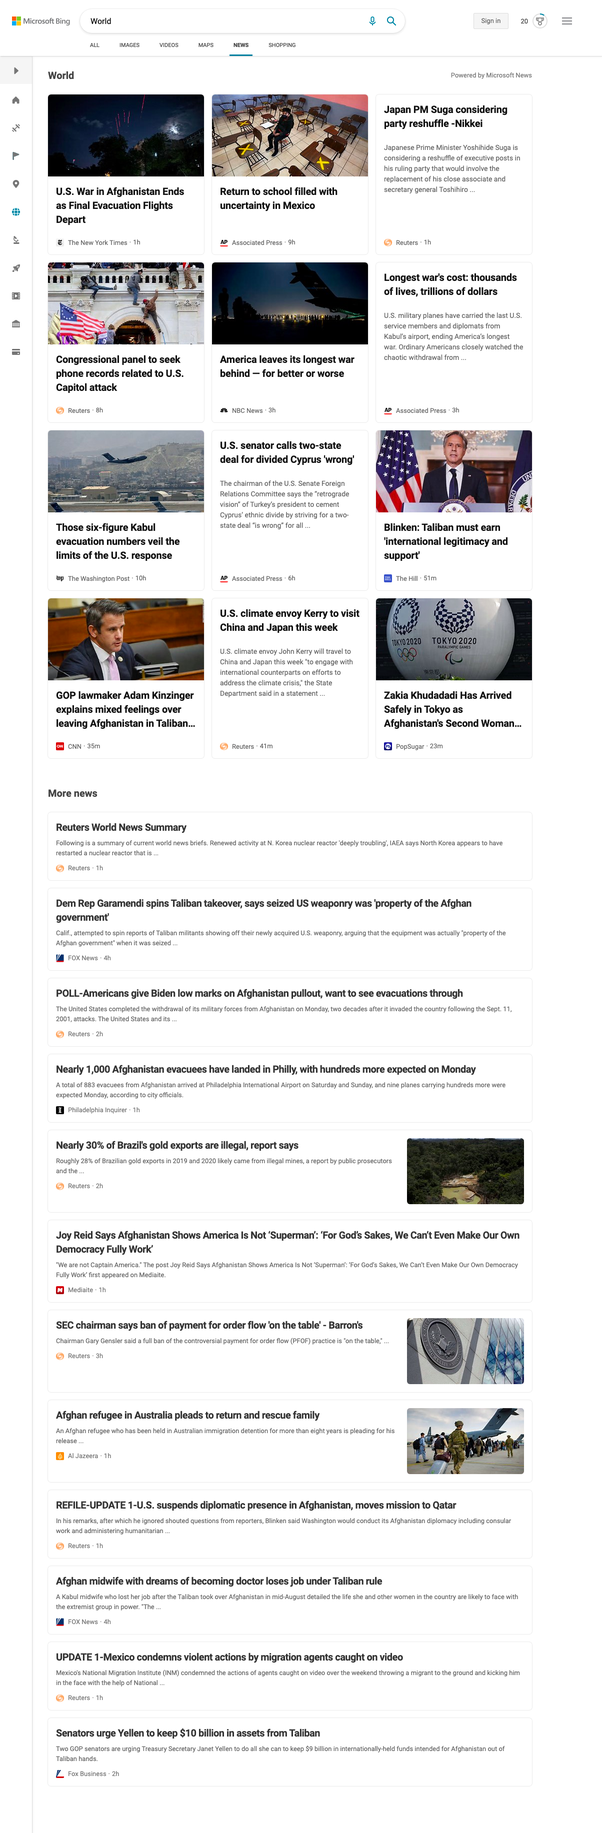 Microsoft Bing
World
Sign in
20
ALL IMAGES VIDEOS MAPS NEWS SHOPPING
World
Powered by Microsoft News
U.S. War in Afghanistan Ends
as Final Evacuation Flights
Depart
The New York Times · 1h
Return to school filled with
uncertainty in Mexico
AP Associated Press · 9h
Japan PM Suga considering
party reshuffle -Nikkei
Japanese Prime Minister Yoshihide Suga is
considering a reshuffle of executive posts in
his ruling party that would involve the
replacement of his close associate and
secretary general Toshihiro ...
Reuters · 1h
Congressional panel to seek
phone records related to U.S.
Capitol attack
Reuters · 8h
America leaves its longest war
behind — for better or worse
NBC News · 3h
Longest war's cost: thousands
of lives, trillions of dollars
U.S. military planes have carried the last U.S.
service members and diplomats from
Kabul's airport, ending America's longest
war. Ordinary Americans closely watched the
chaotic withdrawal from ...
AP Associated Press · 3h
Those six-figure Kabul
evacuation numbers veil the
limits of the U.S. response
wp The Washington Post · 10h
U.S. senator calls two-state
deal for divided Cyprus 'wrong'
The chairman of the U.S. Senate Foreign
Relations Committee says the "retrograde
vision" of Turkey's president to cement
Cyprus' ethnic divide by striving for a two-
state deal "is wrong" for all ...
AP Associated Press · 6h
Blinken: Taliban must earn
'international legitimacy and
support'
The Hill · 51m
GOP lawmaker Adam Kinzinger
explains mixed feelings over
leaving Afghanistan in Taliban...
CNN · 35m
U.S. climate envoy Kerry to visit
China and Japan this week
U.S. climate envoy John Kerry will travel to
China and Japan this week "to engage with
international counterparts on efforts to
address the climate crisis," the State
Department said in a statement ...
Reuters · 41m
TOKYO 2020
TOKYO 2020
PARALYMPIC GAMES
Zakia Khudadadi Has Arrived
Safely in Tokyo as
Afghanistan's Second Woman...
PopSugar · 23m
More news
Reuters World News Summary
Following is a summary of current world news briefs. Renewed activity at N. Korea nuclear reactor 'deeply troubling', IAEA says North Korea appears to have
restarted a nuclear reactor that is ...
Reuters · 1h
Dem Rep Garamendi spins Taliban takeover, says seized US weaponry was 'property of the Afghan
government'
Calif., attempted to spin reports of Taliban militants showing off their newly acquired U.S. weaponry, arguing that the equipment was actually "property of the
Afghan government" when it was seized ...
FOX News · 4h
POLL-Americans give Biden low marks on Afghanistan pullout, want to see evacuations through
The United States completed the withdrawal of its military forces from Afghanistan on Monday, two decades after it invaded the country following the Sept. 11,
2001, attacks. The United States and its ...
Reuters · 2h
Nearly 1,000 Afghanistan evacuees have landed in Philly, with hundreds more expected on Monday
A total of 883 evacuees from Afghanistan arrived at Philadelphia International Airport on Saturday and Sunday, and nine planes carrying hundreds more were
expected Monday, according to city officials.
Philadelphia Inquirer · 1h
Nearly 30% of Brazil's gold exports are illegal, report says
Roughly 28% of Brazilian gold exports in 2019 and 2020 likely came from illegal mines, a report by public prosecutors
and the ...
Reuters · 2h
Joy Reid Says Afghanistan Shows America Is Not 'Superman': 'For God's Sakes, We Can't Even Make Our Own
Democracy Fully Work'
"We are not Captain America." The post Joy Reid Says Afghanistan Shows America Is Not 'Superman': 'For God's Sakes, We Can't Even Make Our Own Democracy
Fully Work' first appeared on Mediaite.
Mediaite · 1h
SEC chairman says ban of payment for order flow 'on the table' - Barron's
Chairman Gary Gensler said a full ban of the controversial payment for order flow (PFOF) practice is "on the table," ...
Reuters · 3h
Afghan refugee in Australia pleads to return and rescue family
An Afghan refugee who has been held in Australian immigration detention for more than eight years is pleading for his
release ...
Al Jazeera · 1h
REFILE-UPDATE 1-U.S. suspends diplomatic presence in Afghanistan, moves mission to Qatar
In his remarks, after which he ignored shouted questions from reporters, Blinken said Washington would conduct its Afghanistan diplomacy including consular
work and administering humanitarian ...
Reuters · 1h
Afghan midwife with dreams of becoming doctor loses job under Taliban rule
A Kabul midwife who lost her job after the Taliban took over Afghanistan in mid-August detailed the life she and other women in the country are likely to face with
the extremist group in power. "The ...
FOX News · 4h
UPDATE 1-Mexico condemns violent actions by migration agents caught on video
Mexico's National Migration Institute (INM) condemned the actions of agents caught on video over the weekend throwing a migrant to the ground and kicking him
in the face with the help of National ...
Reuters · 1h
Senators urge Yellen to keep $10 billion in assets from Taliban
Two GOP senators are urging Treasury Secretary Janet Yellen to do all she can to keep $9 billion in internationally-held funds intended for Afghanistan out of
Taliban hands.
Fox Business · 2h